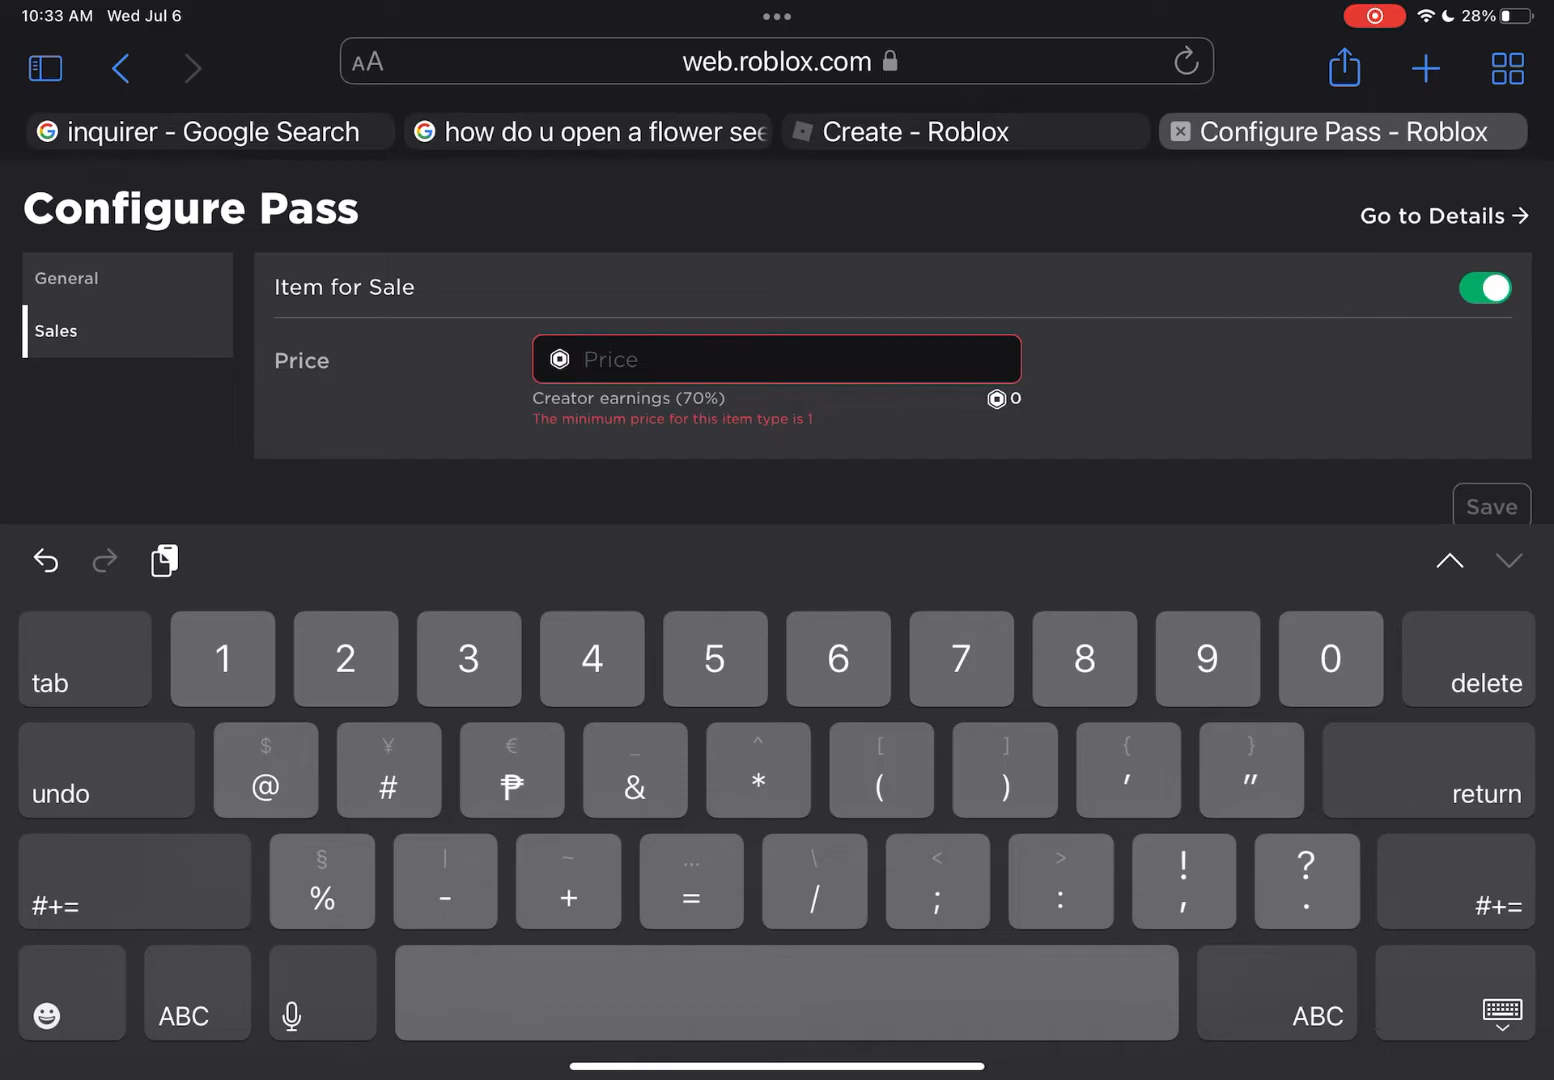 10:33 AM Wed Jul 6
28%
AA
web.roblox.com
inquirer - Google Search
how do u open a flower see
Create - Roblox
Configure Pass - Roblox
Configure Pass
Go to Details →
General
Sales
Item for Sale
Price
Price
Creator earnings (70%)
0
The minimum price for this item type is 1
Save
tab 1 2 3 4 5 6 7 8 9 0 delete
$ ¥ € _ ^ [ ] { }
undo @ # ₱ & * ( ) ' " return
§ | ~ … \ < > ! ?
#+= % - + = / ; : , . #+=
ABC ABC